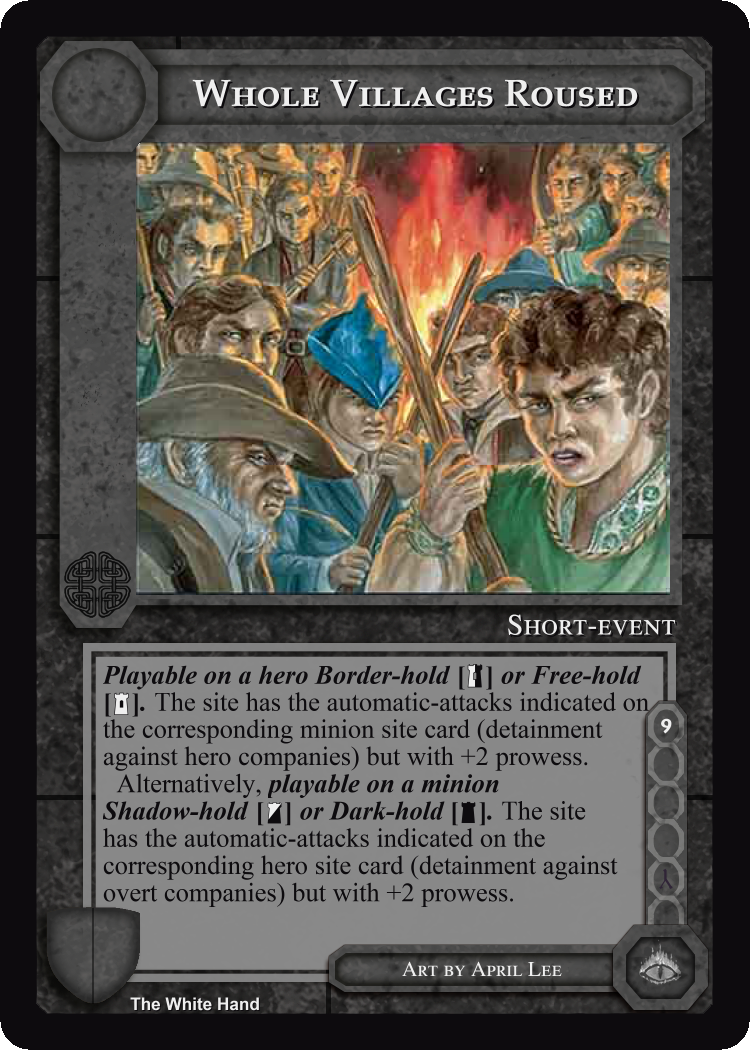 Whole Villages Roused
Short-event
Playable on a hero Border-hold [] or Free-hold
[]. The site has the automatic-attacks indicated on
the corresponding minion site card (detainment
against hero companies) but with +2 prowess.
Alternatively, playable on a minion
Shadow-hold [] or Dark-hold []. The site
has the automatic-attacks indicated on the
corresponding hero site card (detainment against
overt companies) but with +2 prowess.
9
Art by April Lee
The White Hand